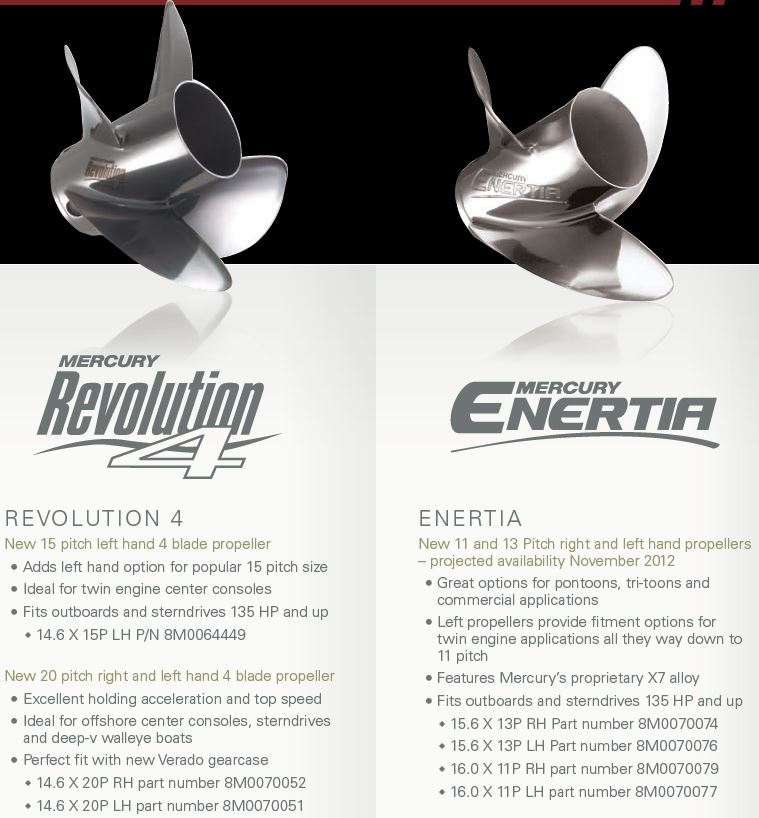 MERCURY
Revolution
MERCURY
ENERTIA
MERCURY
Revolution
4
MERCURY
ENERTIA
REVOLUTION 4
New 15 pitch left hand 4 blade propeller
• Adds left hand option for popular 15 pitch size
• Ideal for twin engine center consoles
• Fits outboards and sterndrives 135 HP and up
◆ 14.6 X 15P LH P/N 8M0064449
New 20 pitch right and left hand 4 blade propeller
• Excellent holding acceleration and top speed
• Ideal for offshore center consoles, sterndrives
and deep-v walleye boats
• Perfect fit with new Verado gearcase
◆ 14.6 X 20P RH part number 8M0070052
◆ 14.6 X 20P LH part number 8M0070051
ENERTIA
New 11 and 13 Pitch right and left hand propellers
– projected availability November 2012
• Great options for pontoons, tri-toons and
commercial applications
• Left propellers provide fitment options for
twin engine applications all they way down to
11 pitch
• Features Mercury's proprietary X7 alloy
• Fits outboards and sterndrives 135 HP and up
◆ 15.6 X 13P RH Part number 8M0070074
◆ 15.6 X 13P LH Part number 8M0070076
◆ 16.0 X 11P RH part number 8M0070079
◆ 16.0 X 11P LH part number 8M0070077